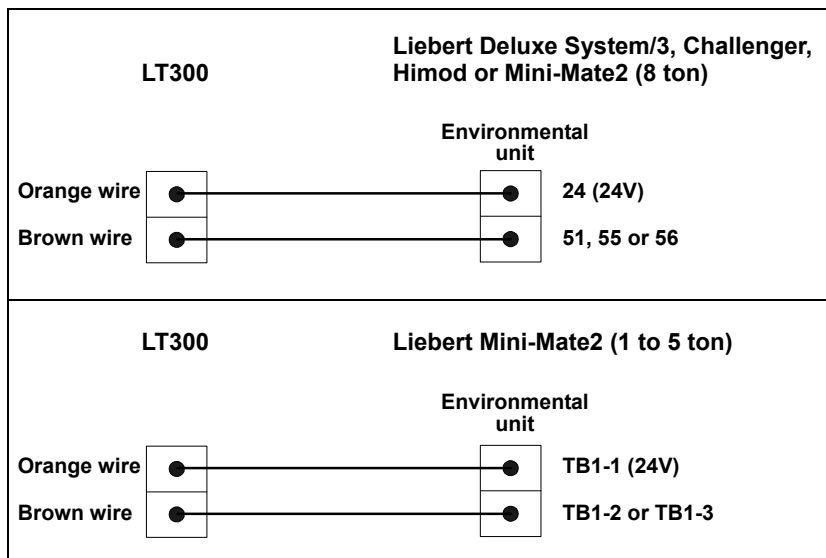 LT300
Liebert Deluxe System/3, Challenger,
Himod or Mini-Mate2 (8 ton)
Environmental
unit
Orange wire
24 (24V)
Brown wire
51, 55 or 56
LT300
Liebert Mini-Mate2 (1 to 5 ton)
Environmental
unit
Orange wire
TB1-1 (24V)
Brown wire
TB1-2 or TB1-3